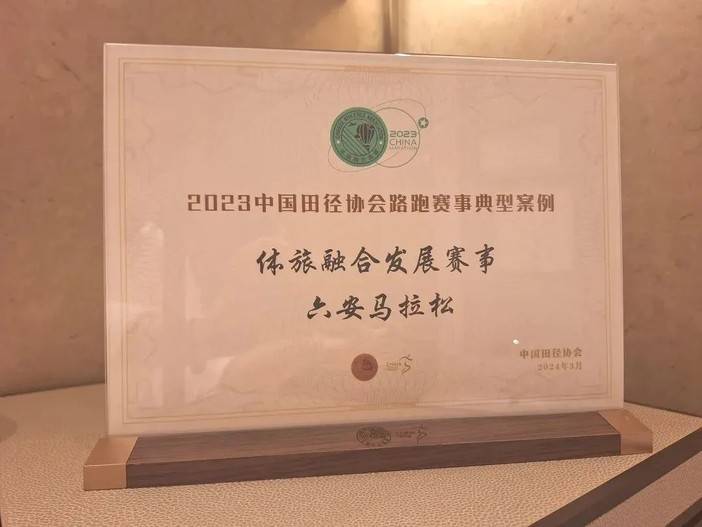 2023
CHINA
MARATHON
2023中国田径协会路跑赛事典型案例
体旅融合发展赛事
六安马拉松
中国田径协会
2024年3月